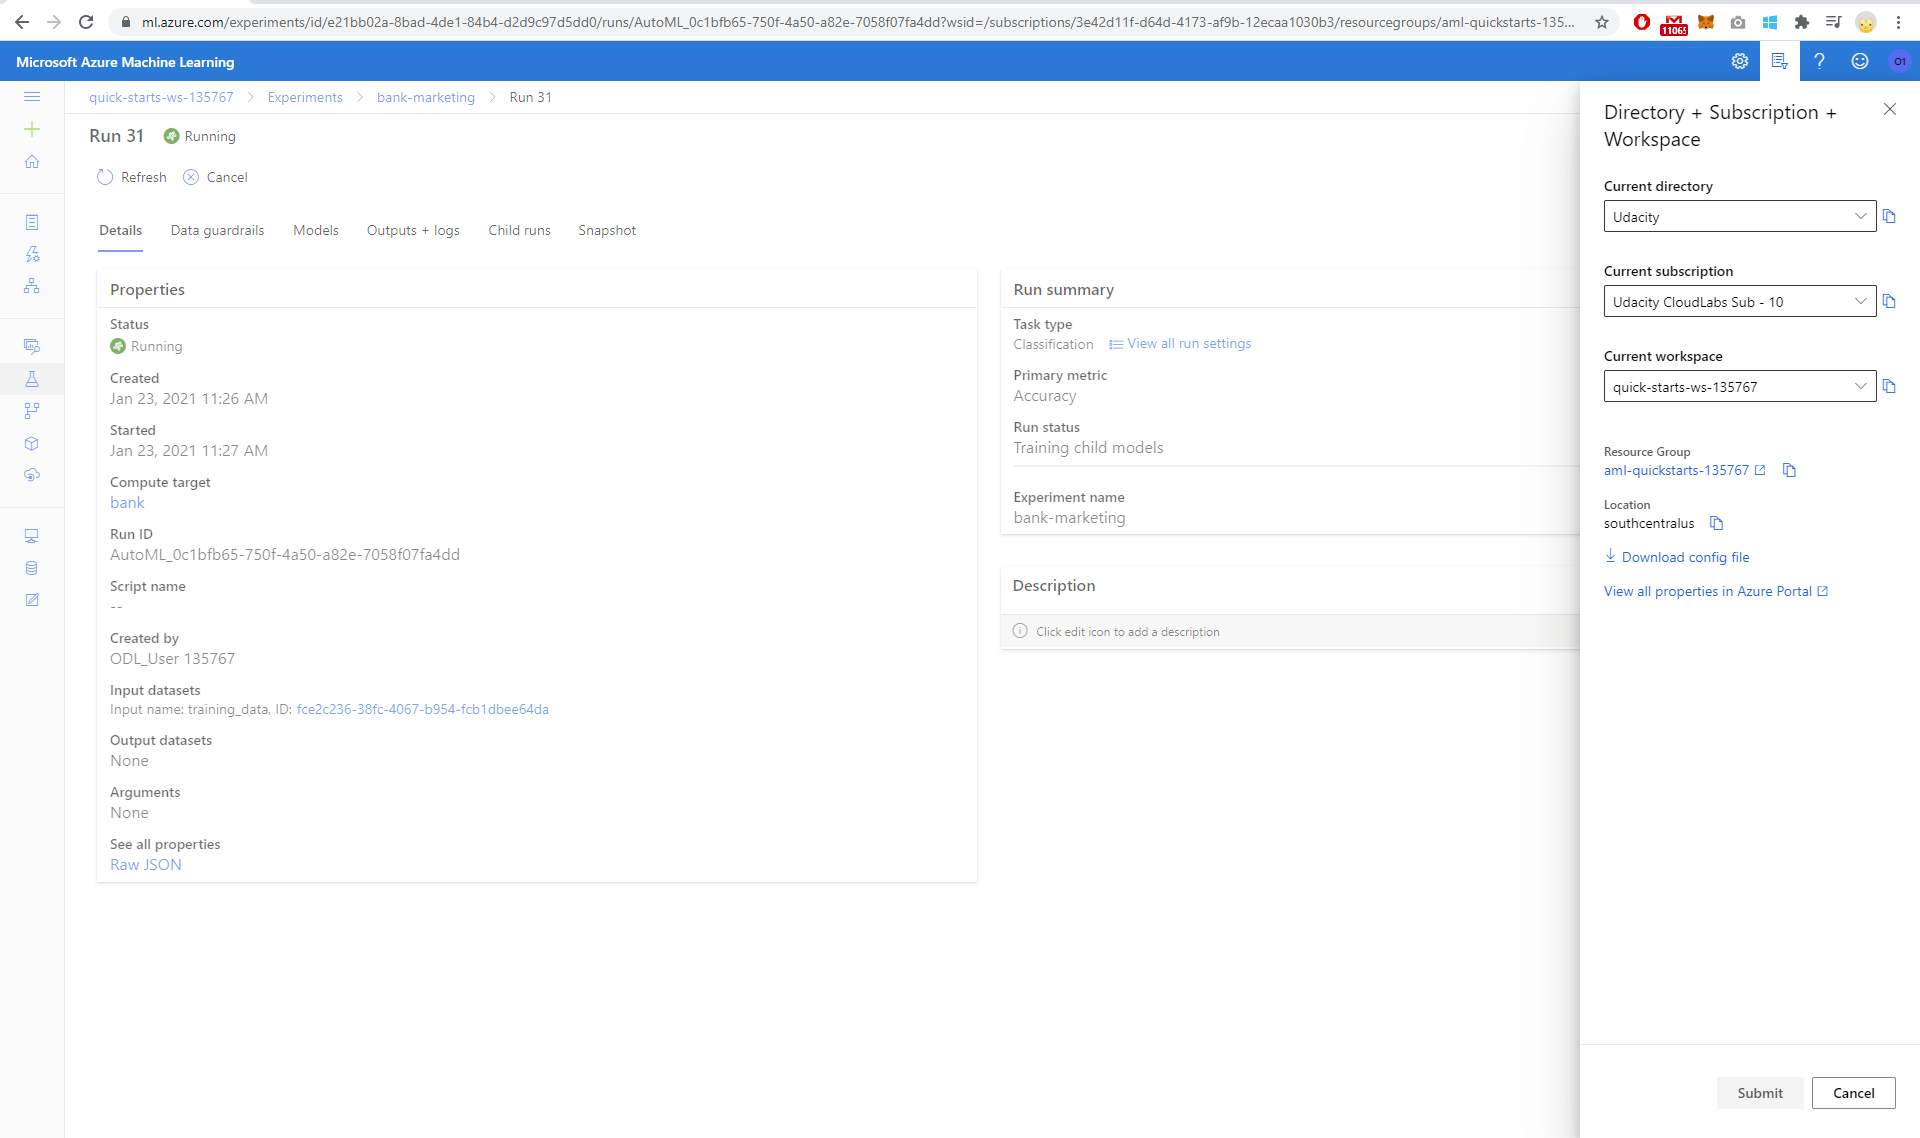 ml.azure.com/experiments/id/e21bb02a-8bad-4de1-84b4-d2d9c97d5dd0/runs/AutoML_0c1bfb65-750f-4a50-a82e-7058f07fa4dd?wsid=/subscriptions/3e42d11f-d64d-4173-af9b-12ecaa1030b3/resourcegroups/aml-quickstarts-135...
11065
Microsoft Azure Machine Learning
O1
quick-starts-ws-135767 > Experiments > bank-marketing > Run 31
Run 31 Running
Refresh Cancel
Details Data guardrails Models Outputs + logs Child runs Snapshot
Properties
Status
Running
Created
Jan 23, 2021 11:26 AM
Started
Jan 23, 2021 11:27 AM
Compute target
bank
Run ID
AutoML_0c1bfb65-750f-4a50-a82e-7058f07fa4dd
Script name
--
Created by
ODL_User 135767
Input datasets
Input name: training_data, ID: fce2c236-38fc-4067-b954-fcb1dbee64da
Output datasets
None
Arguments
None
See all properties
Raw JSON
Run summary
Task type
Classification View all run settings
Primary metric
Accuracy
Run status
Training child models
Experiment name
bank-marketing
Description
Click edit icon to add a description
Directory + Subscription +
Workspace
Current directory
Udacity
Current subscription
Udacity CloudLabs Sub - 10
Current workspace
quick-starts-ws-135767
Resource Group
aml-quickstarts-135767
Location
southcentralus
Download config file
View all properties in Azure Portal
Submit Cancel